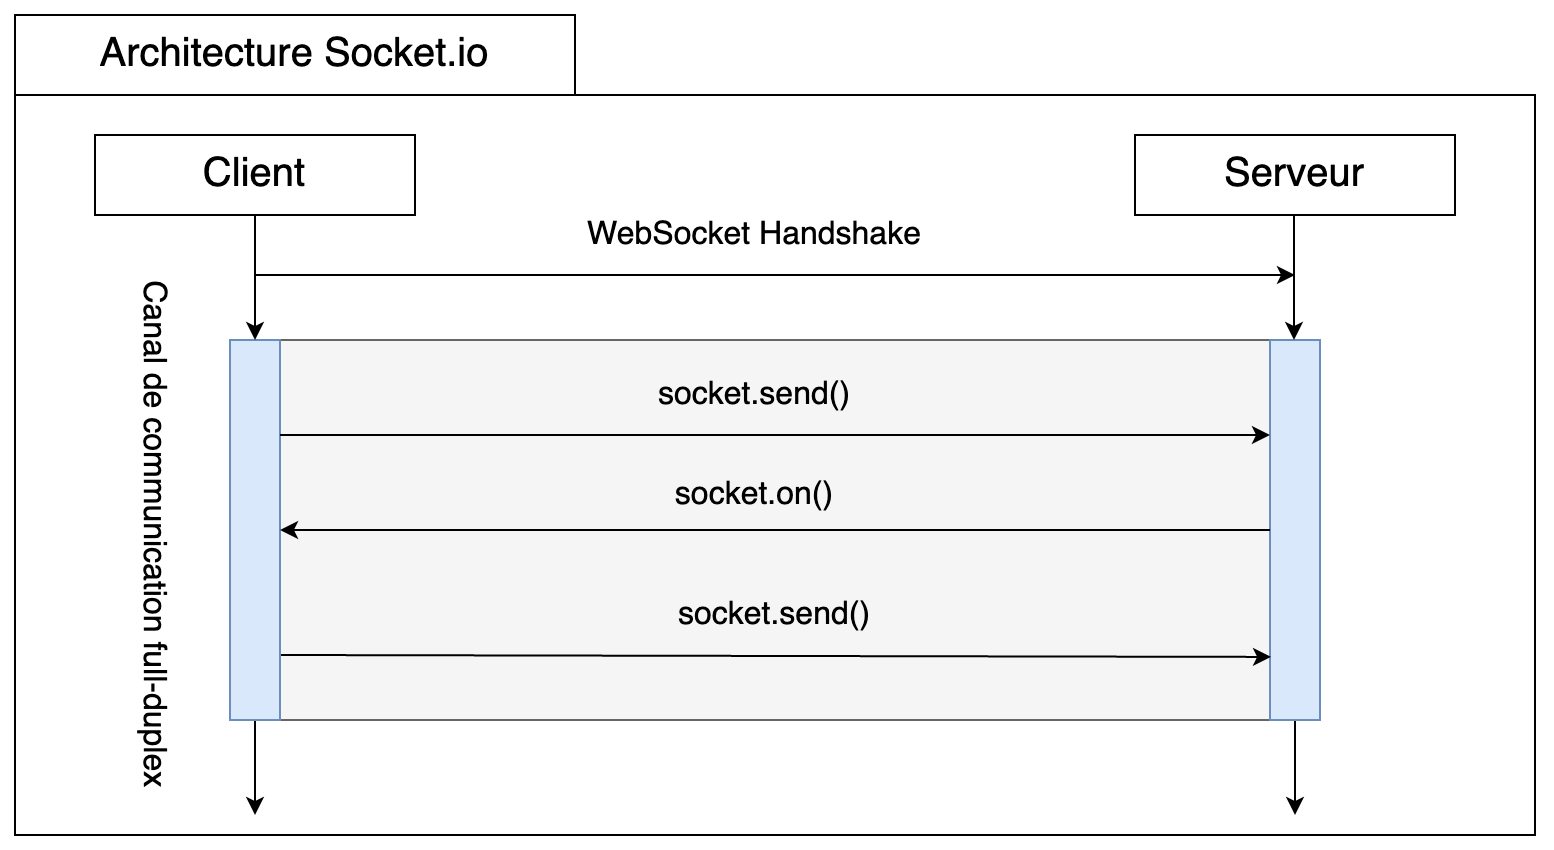 Architecture Socket.io
Client
Serveur
WebSocket Handshake
Canal de communication full-duplex
socket.send()
socket.on()
socket.send()